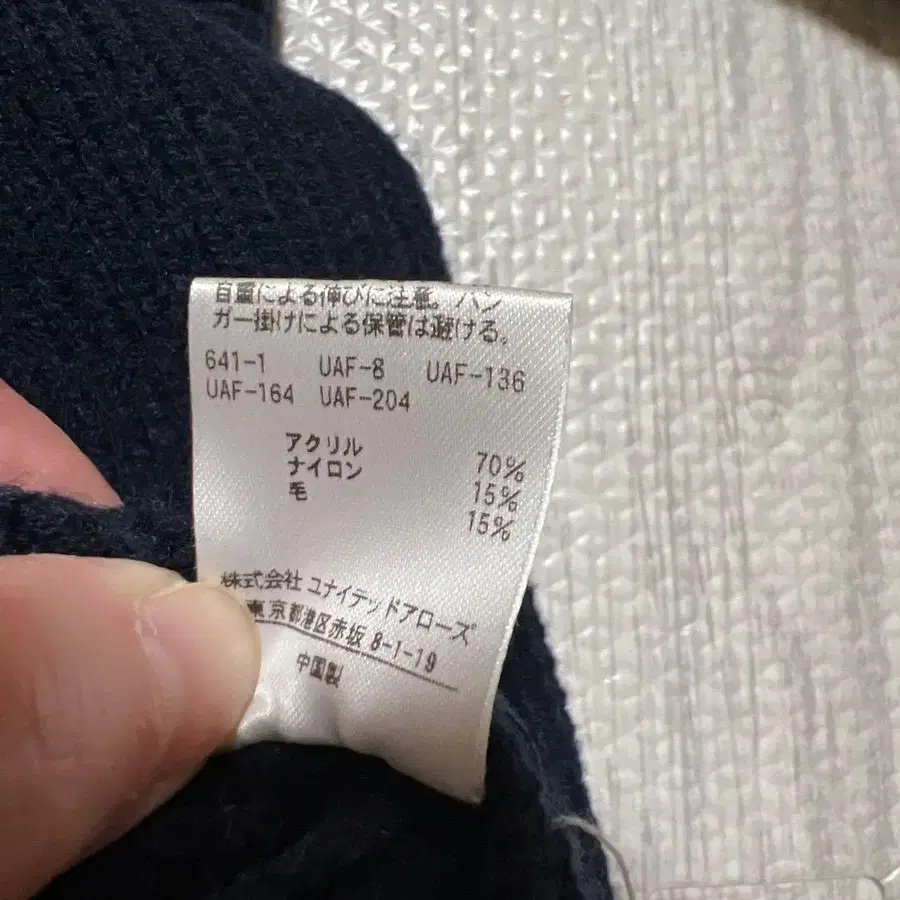 自重による伸びに注意。ハン
ガー掛けによる保管は避ける。
641-1 UAF-8 UAF-136
UAF-164 UAF-204
アクリル 70%
ナイロン 15%
毛 15%
株式会社 ユナイテッドアローズ
東京都港区赤坂 8-1-19
中国製